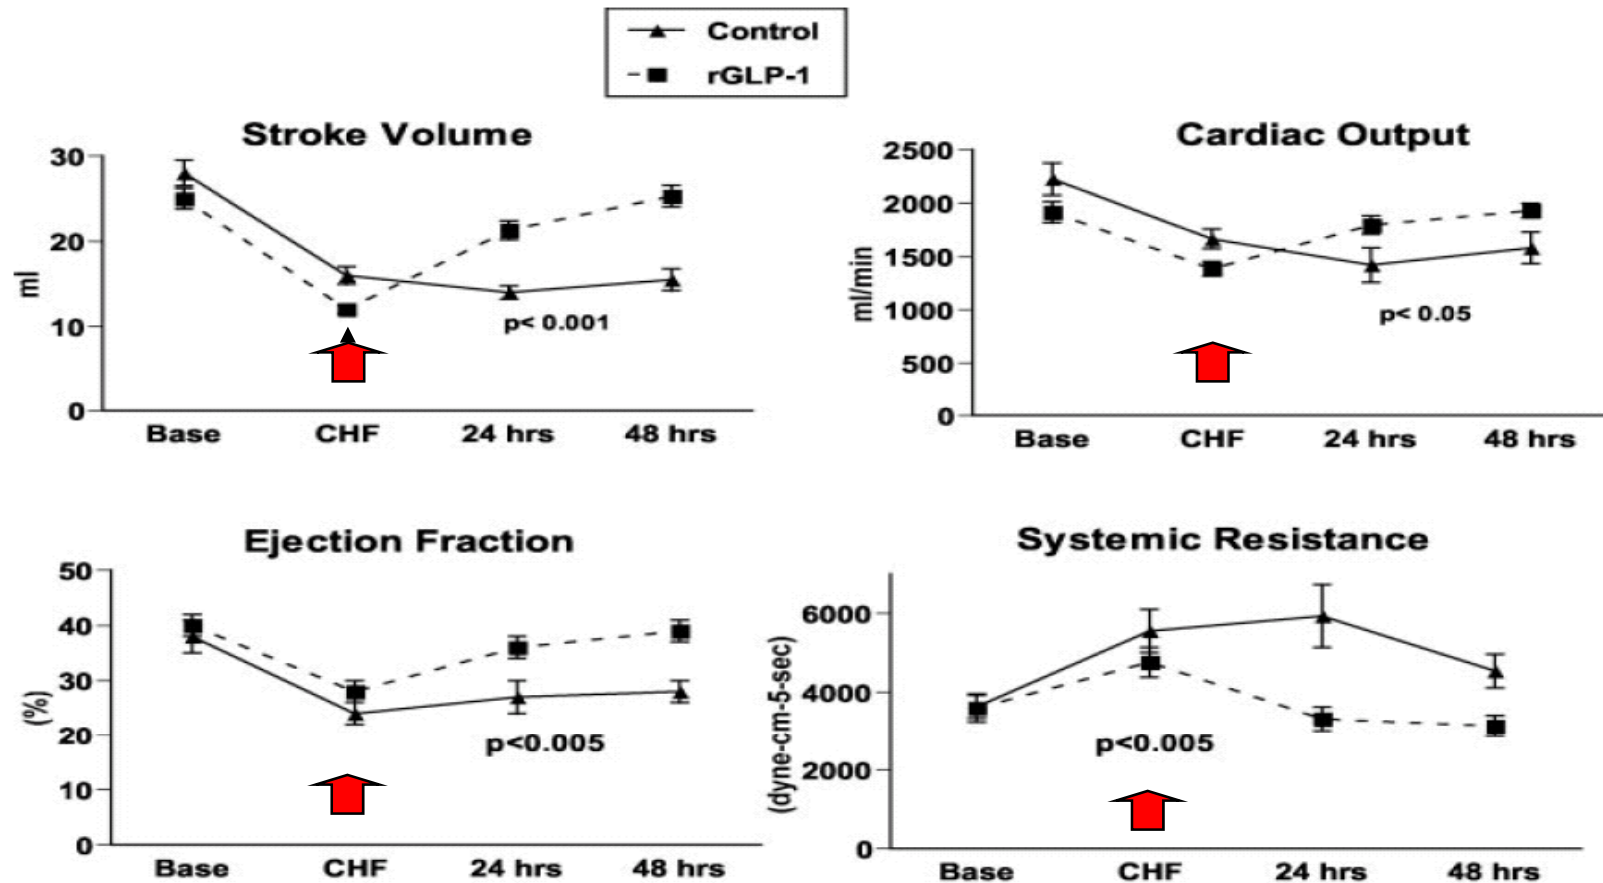 Control
rGLP-1
Stroke Volume
30
20
10
0
ml
p< 0.001
Base CHF 24 hrs 48 hrs
Cardiac Output
2500
2000
1500
1000
500
0
ml/min
p< 0.05
Base CHF 24 hrs 48 hrs
Ejection Fraction
50
40
30
20
10
0
(%)
p<0.005
Base CHF 24 hrs 48 hrs
Systemic Resistance
6000
4000
2000
0
(dyne-cm-5-sec)
p<0.005
Base CHF 24 hrs 48 hrs